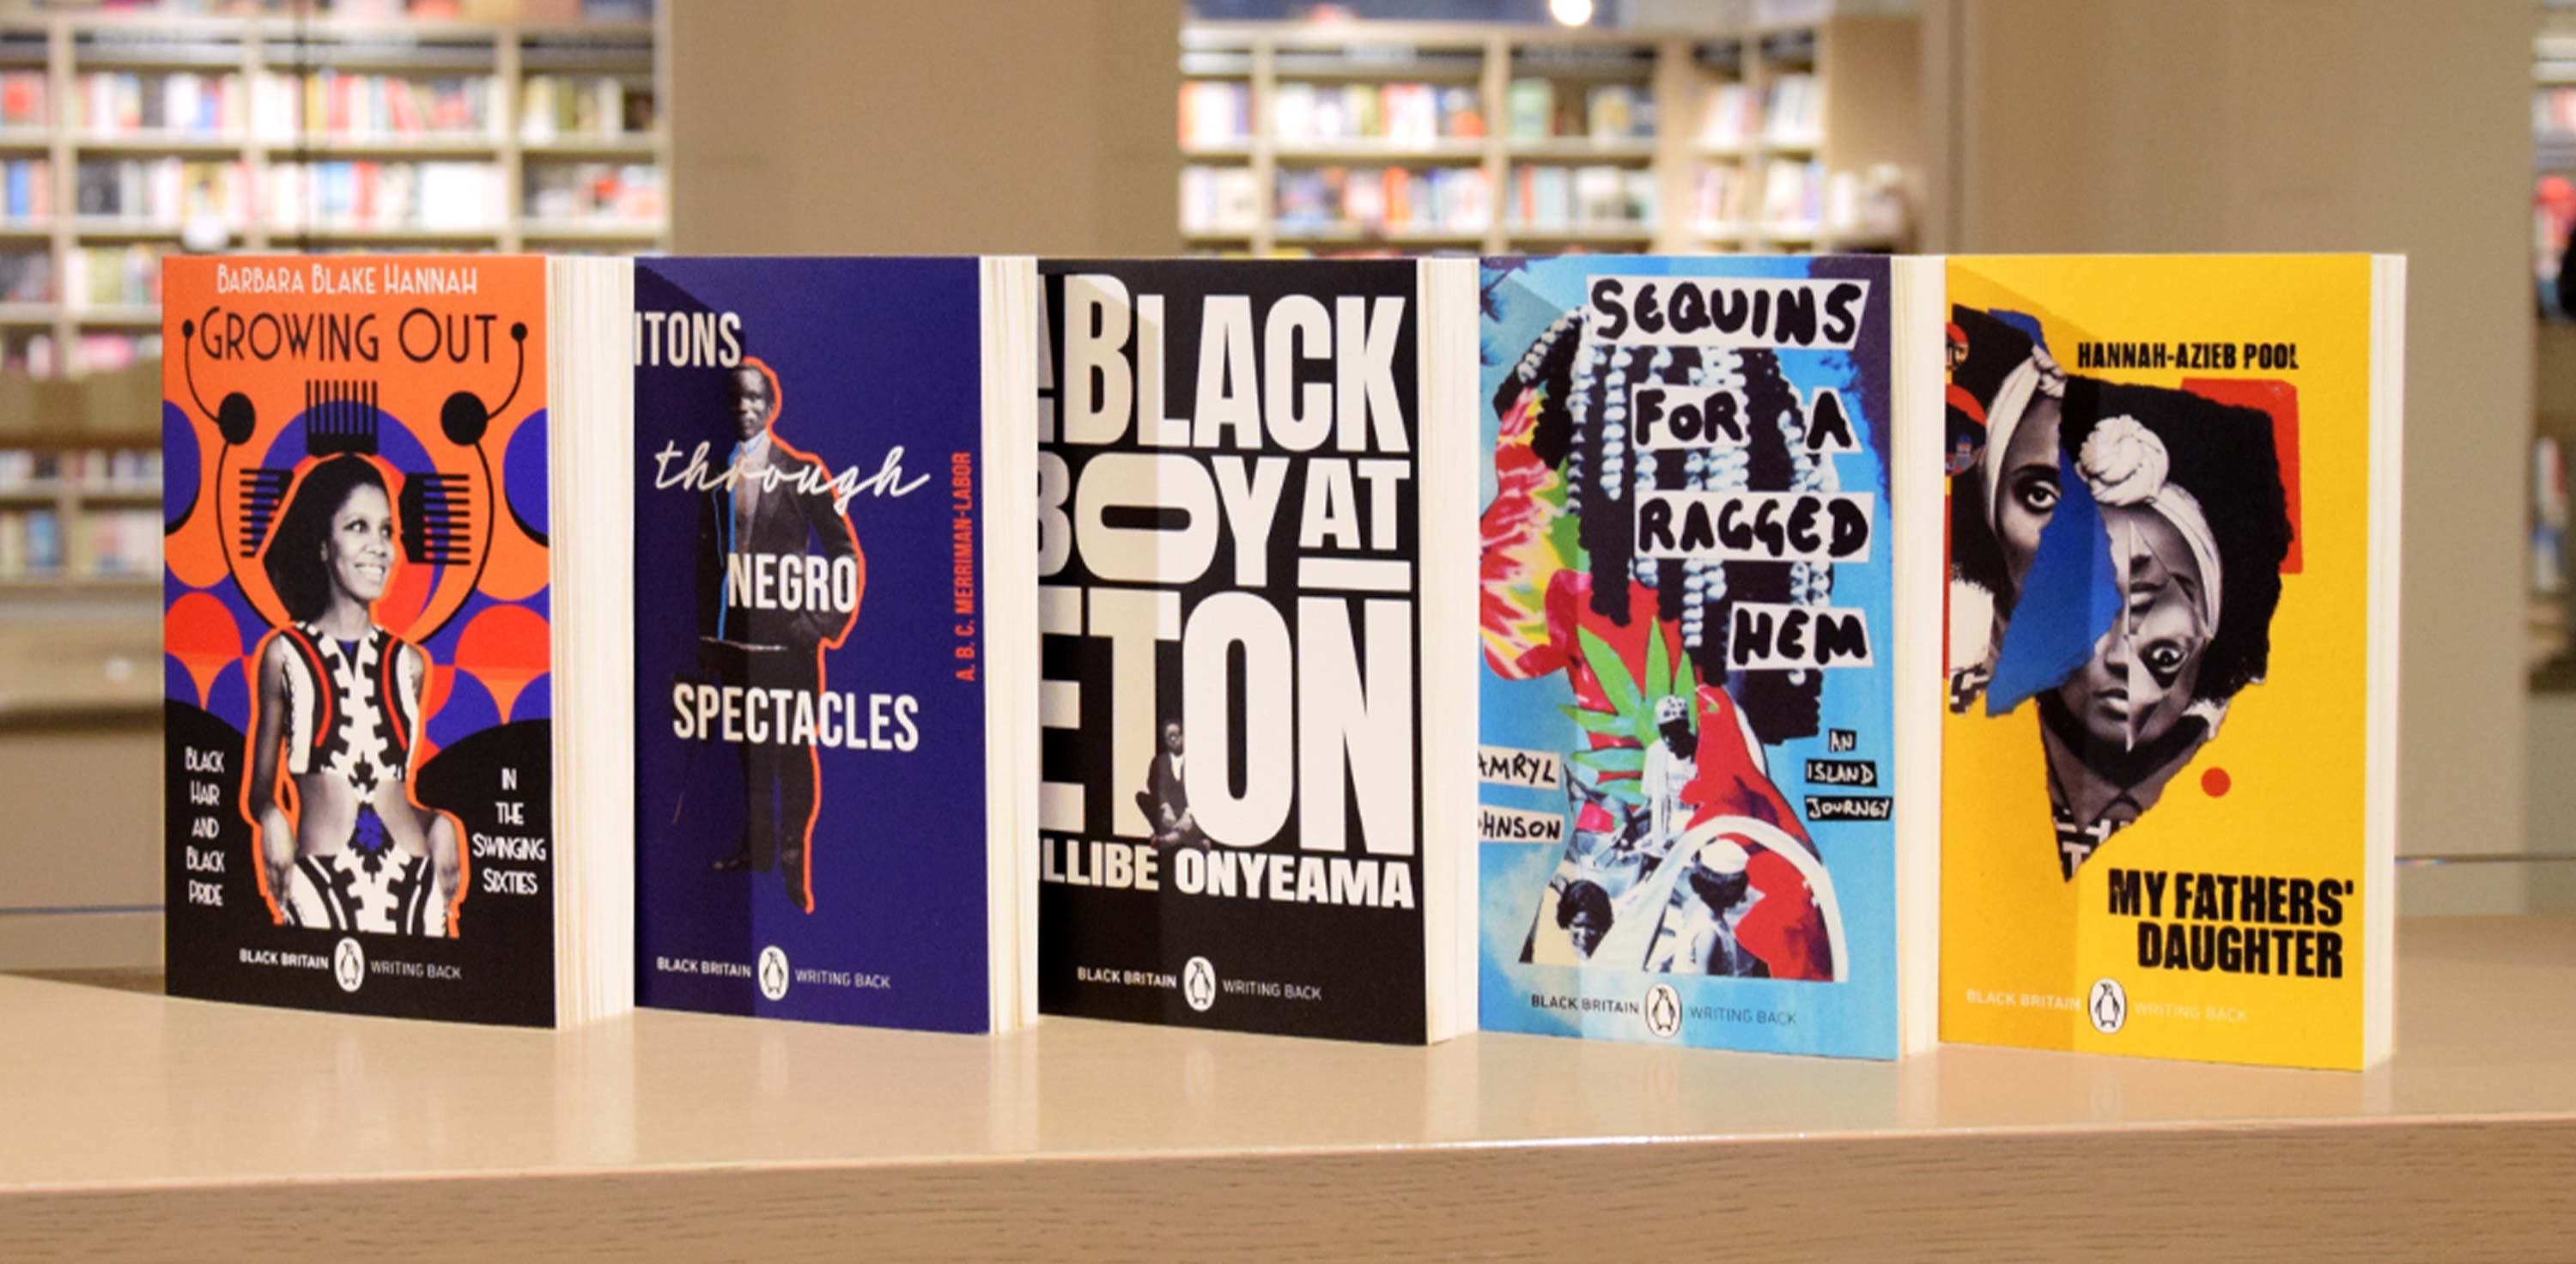 BARBARA BLAKE HANNAH
GROWING OUT
BLACK
HAIR
AND
BLACK
PRIDE
IN
THE
SWINGING
SIXTIES
BLACK BRITAIN WRITING BACK
ITONS
through
NEGRO
SPECTACLES
A. B. C. MERRIMAN-LABOR
BLACK BRITAIN WRITING BACK
A BLACK
BOY AT
ETON
LLIBE ONYEAMA
BLACK BRITAIN WRITING BACK
SEQUINS
FOR A
RAGGED
HEM
AMRYL
OHNSON
AN
ISLAND
JOURNEY
BLACK BRITAIN WRITING BACK
HANNAH-AZIEB POOL
MY FATHERS'
DAUGHTER
BLACK BRITAIN WRITING BACK